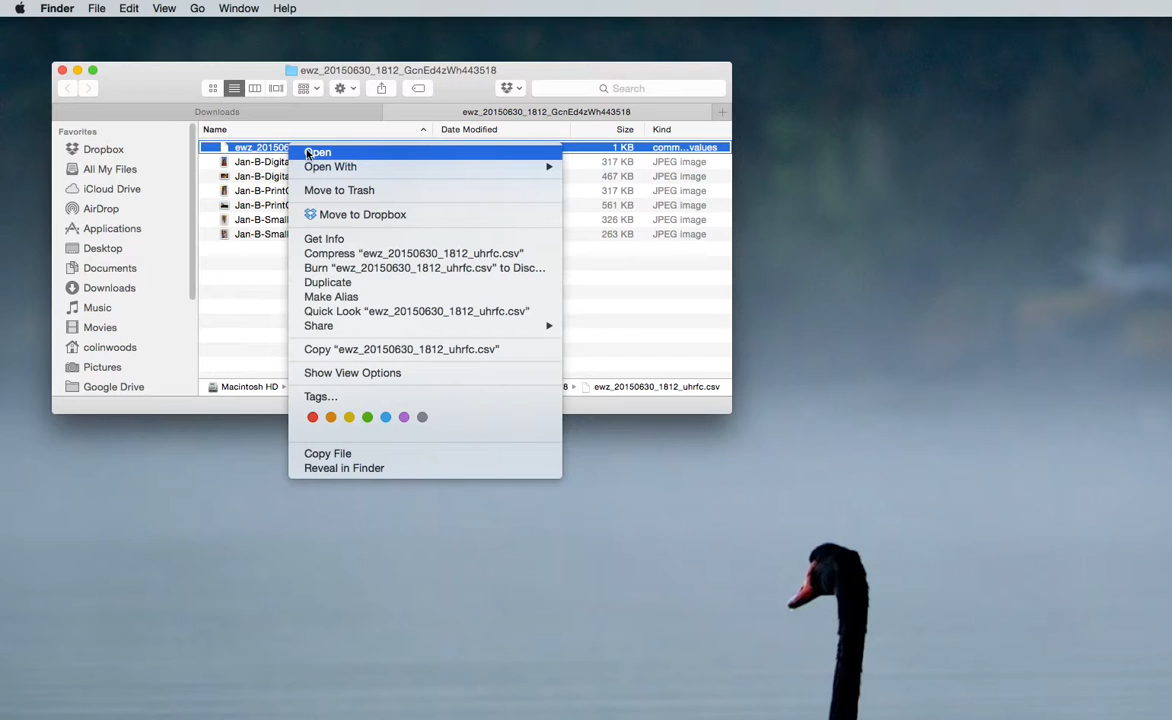 Finder File Edit View Go Window Help
ewz_20150630_1812_GcnEd4zWh443518
Search
Downloads ewz_20150630_1812_GcnEd4zWh443518
Favorites
Dropbox
All My Files
iCloud Drive
AirDrop
Applications
Desktop
Documents
Downloads
Music
Movies
colinwoods
Pictures
Google Drive
Name Date Modified Size Kind
ewz_201506 1 KB comm...values
Jan-B-Digita 317 KB JPEG image
Jan-B-Digita 467 KB JPEG image
Jan-B-Print 317 KB JPEG image
Jan-B-Print 561 KB JPEG image
Jan-B-Smal 326 KB JPEG image
Jan-B-Smal 263 KB JPEG image
Macintosh HD 8 ewz_20150630_1812_uhrfc.csv
Open
Open With
Move to Trash
Move to Dropbox
Get Info
Compress “ewz_20150630_1812_uhrfc.csv”
Burn “ewz_20150630_1812_uhrfc.csv” to Disc...
Duplicate
Make Alias
Quick Look “ewz_20150630_1812_uhrfc.csv”
Share
Copy “ewz_20150630_1812_uhrfc.csv”
Show View Options
Tags...
Copy File
Reveal in Finder